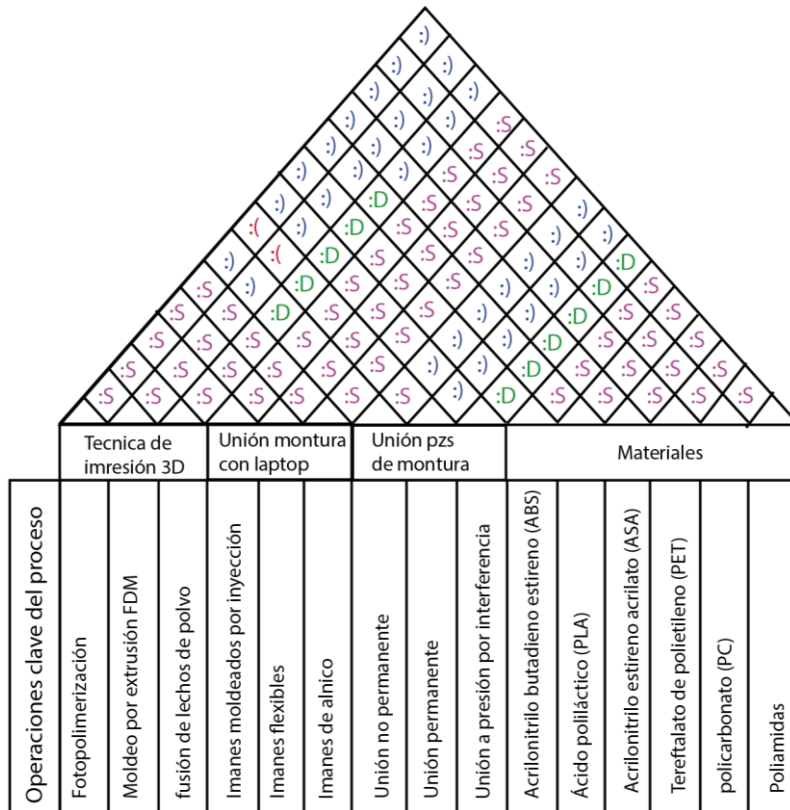 :)
:) :)
:) :) :)
:) :) :) :S
:) :) :) :S :S
:) :) :) :S :S :S
:) :) :D :S :S :S :)
:( :) :D :S :S :S :) :)
:) :( :D :S :S :S :) :) :D
:S :) :D :S :S :S :) :) :D :S
:S :S :D :S :S :S :) :) :D :S :S
:S :S :S :S :S :S :) :) :D :S :S :S
:S :S :S :S :S :S :) :) :D :S :S :S :S
:S :S :S :S :S :S :S :) :D :S :S :S :S :S
Tecnica de
imresión 3D
Unión montura
con laptop
Unión pzs
de montura
Materiales
Operaciones clave del proceso
Fotopolimerización
Moldeo por extrusión FDM
fusión de lechos de polvo
Imanes moldeados por inyección
Imanes flexibles
Imanes de alnico
Unión no permanente
Unión permanente
Unión a presión por interferencia
Acrilonitrilo butadieno estireno (ABS)
Ácido poliláctico (PLA)
Acrilonitrilo estireno acrilato (ASA)
Tereftalato de polietileno (PET)
policarbonato (PC)
Poliamidas